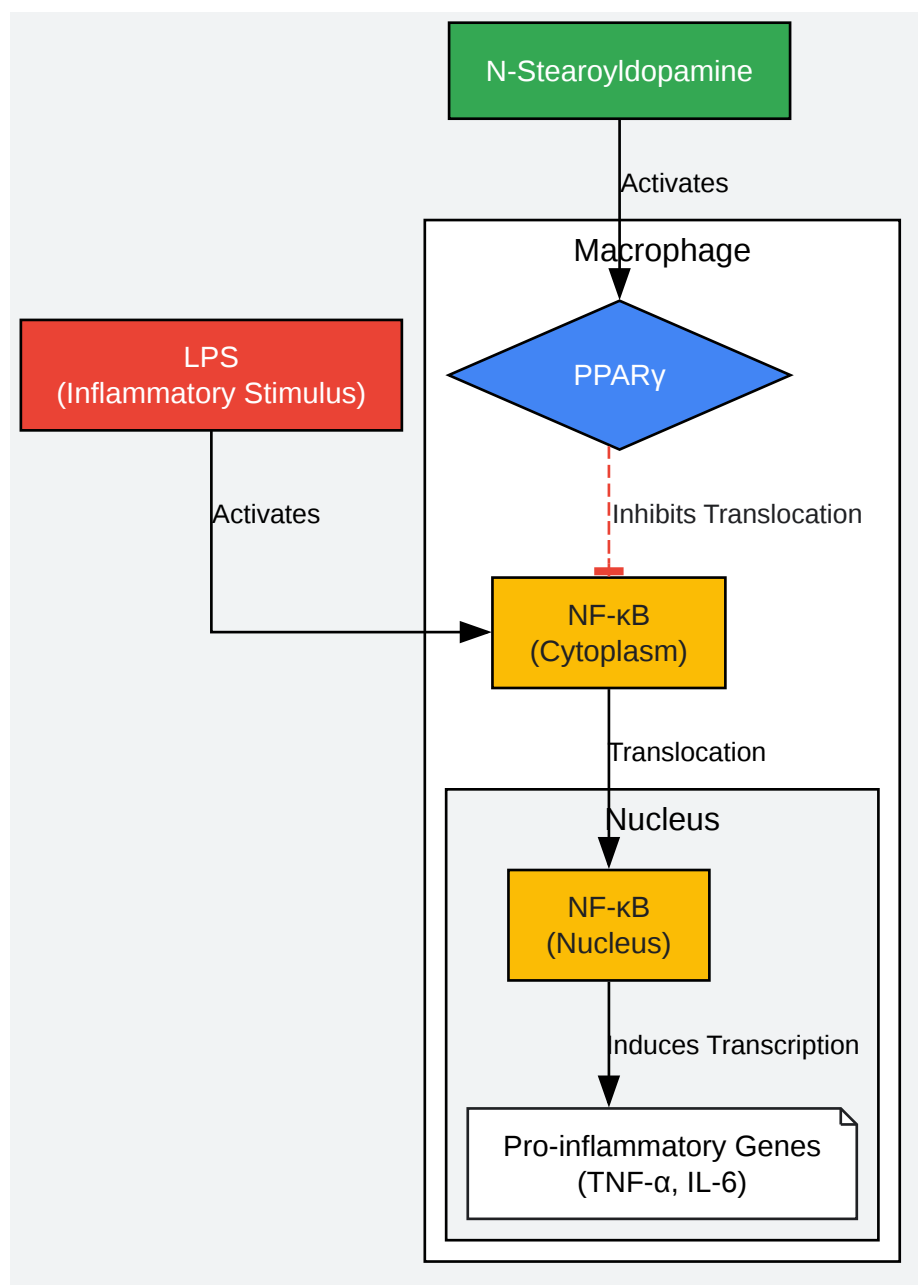 N-Stearoyldopamine
Activates
Macrophage
LPS
(Inflammatory Stimulus)
PPARγ
Activates
Inhibits Translocation
NF-κB
(Cytoplasm)
Translocation
Nucleus
NF-κB
(Nucleus)
Induces Transcription
Pro-inflammatory Genes
(TNF-α, IL-6)